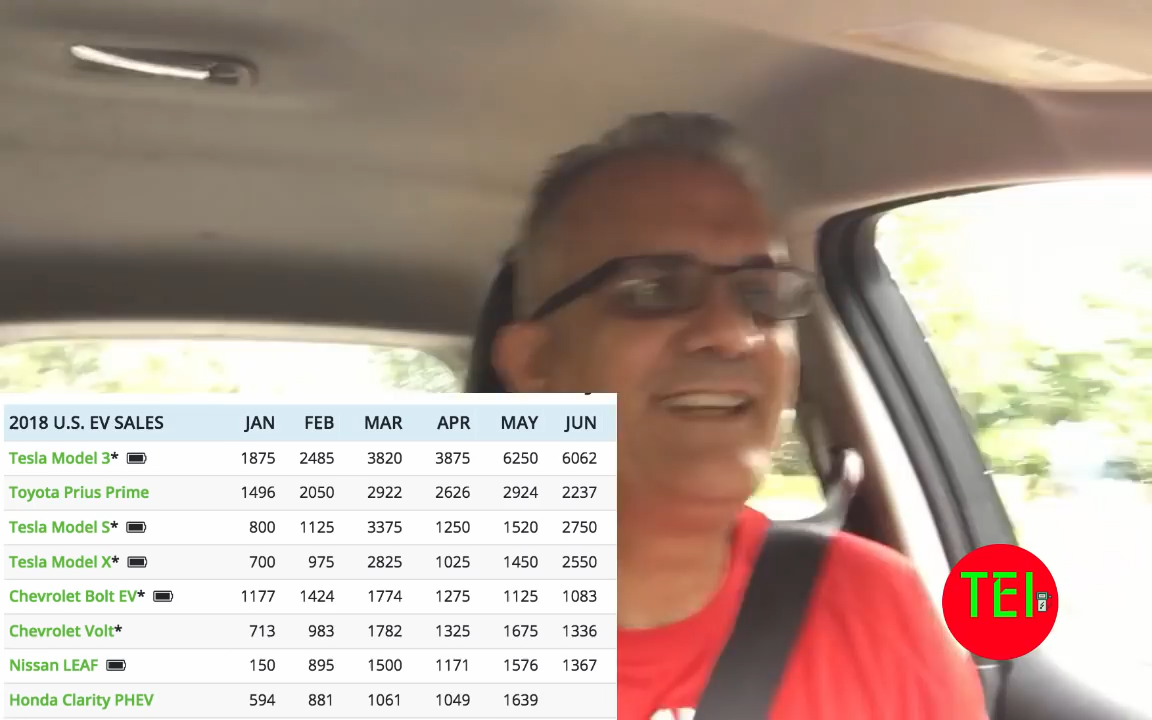 2018 U.S. EV SALES JAN FEB MAR APR MAY JUN
Tesla Model 3* 1875 2485 3820 3875 6250 6062
Toyota Prius Prime 1496 2050 2922 2626 2924 2237
Tesla Model S* 800 1125 3375 1250 1520 2750
Tesla Model X* 700 975 2825 1025 1450 2550
Chevrolet Bolt EV* 1177 1424 1774 1275 1125 1083
Chevrolet Volt* 713 983 1782 1325 1675 1336
Nissan LEAF 150 895 1500 1171 1576 1367
Honda Clarity PHEV 594 881 1061 1049 1639
TEI